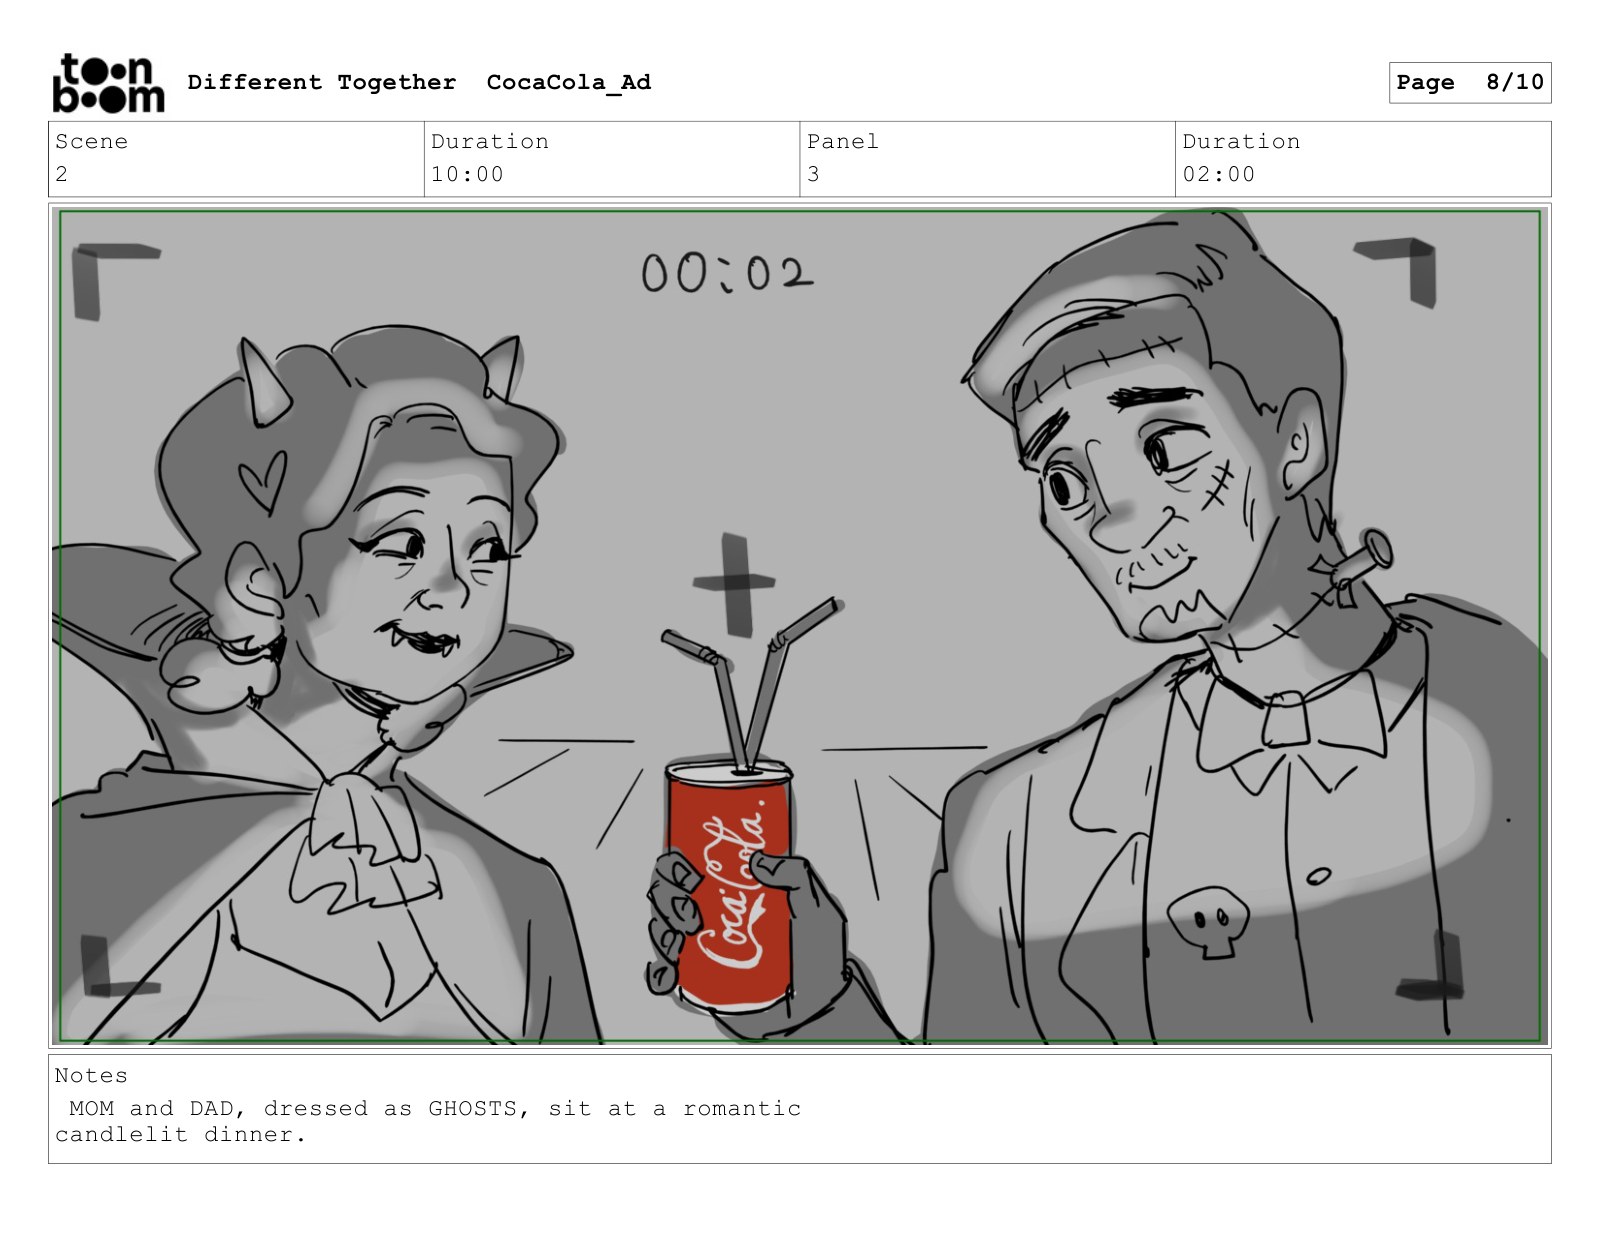 toon
boom
Different Together CocaCola_Ad
Page 8/10
Scene
2
Duration
10:00
Panel
3
Duration
02:00
00:02
Coca-Cola.
Notes
MOM and DAD, dressed as GHOSTS, sit at a romantic
candlelit dinner.